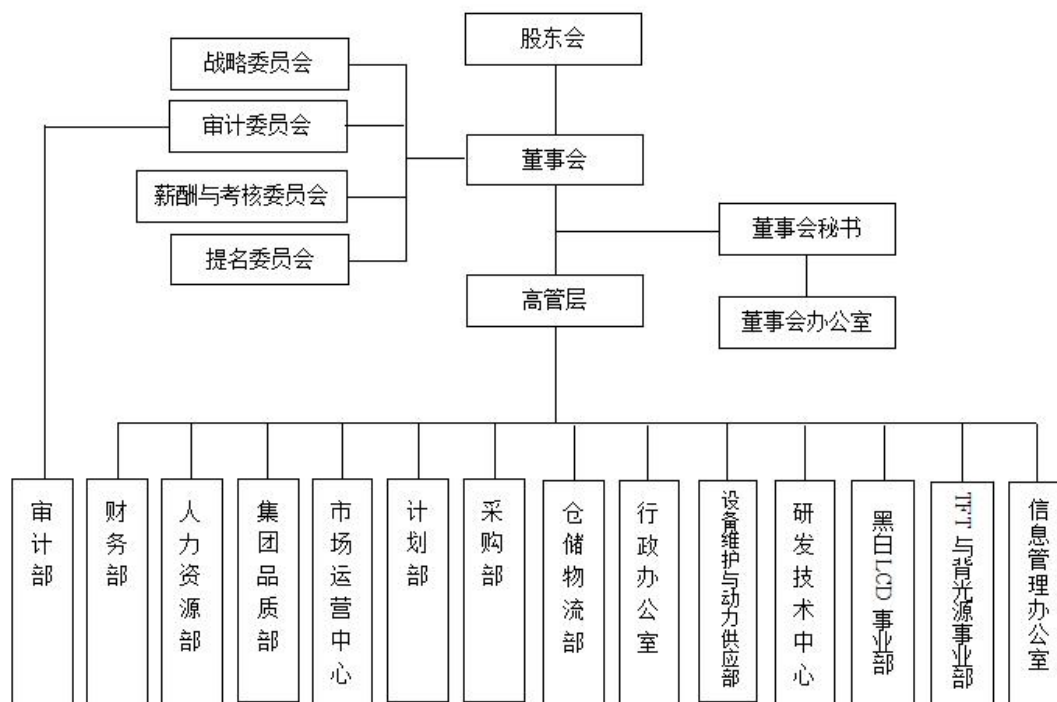 股东会
战略委员会
审计委员会
董事会
薪酬与考核委员会
董事会秘书
提名委员会
高管层
董事会办公室
审计部
财务部
人力资源部
集团品质部
市场运营中心
计划部
采购部
仓储物流部
行政办公室
设备维护与动力供应部
研发技术中心
黑白LCD事业部
TFT与背光源事业部
信息管理办公室